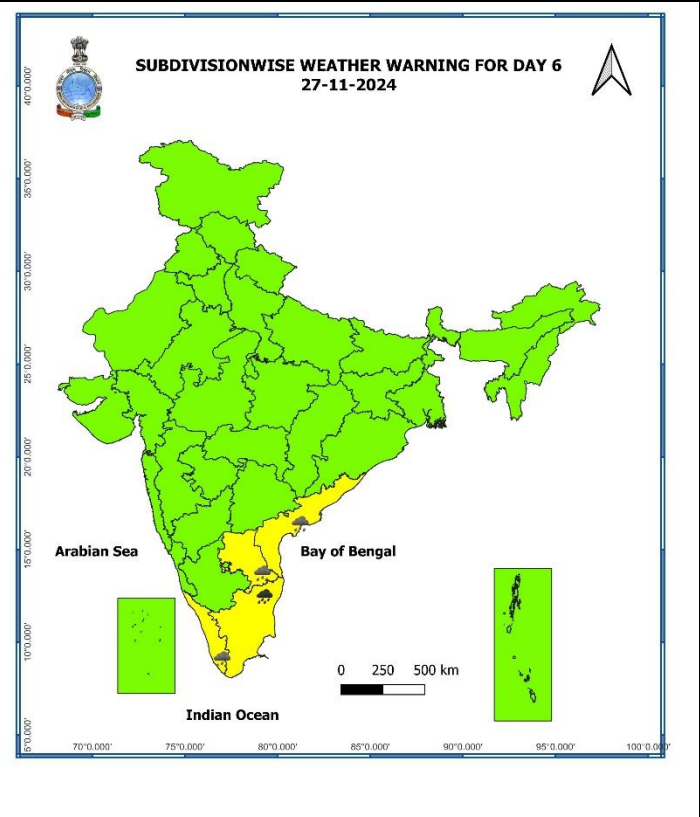 SUBDIVISIONWISE WEATHER WARNING FOR DAY 6
27-11-2024
40°0.000'
35°0.000'
30°0.000'
25°0.000'
20°0.000'
15°0.000'
10°0.000'
5°0.000'
Arabian Sea
Bay of Bengal
0 250 500 km
Indian Ocean
70°0.000' 75°0.000' 80°0.000' 85°0.000' 90°0.000' 95°0.000' 100°0.000'